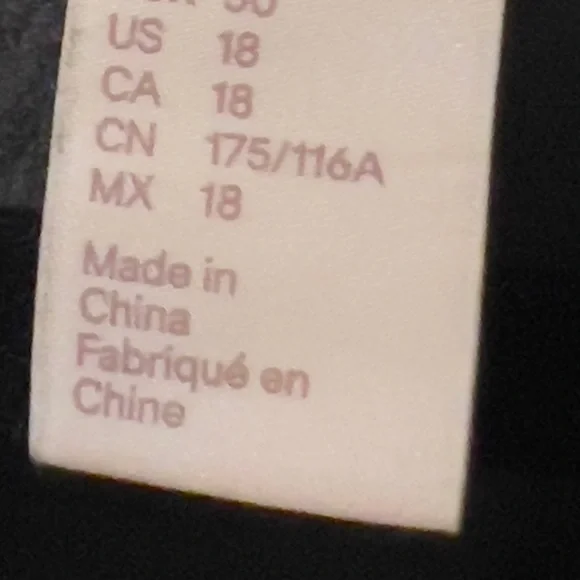 US 18
CA 18
CN 175/116A
MX 18
Made in
China
Fabriqué en
Chine